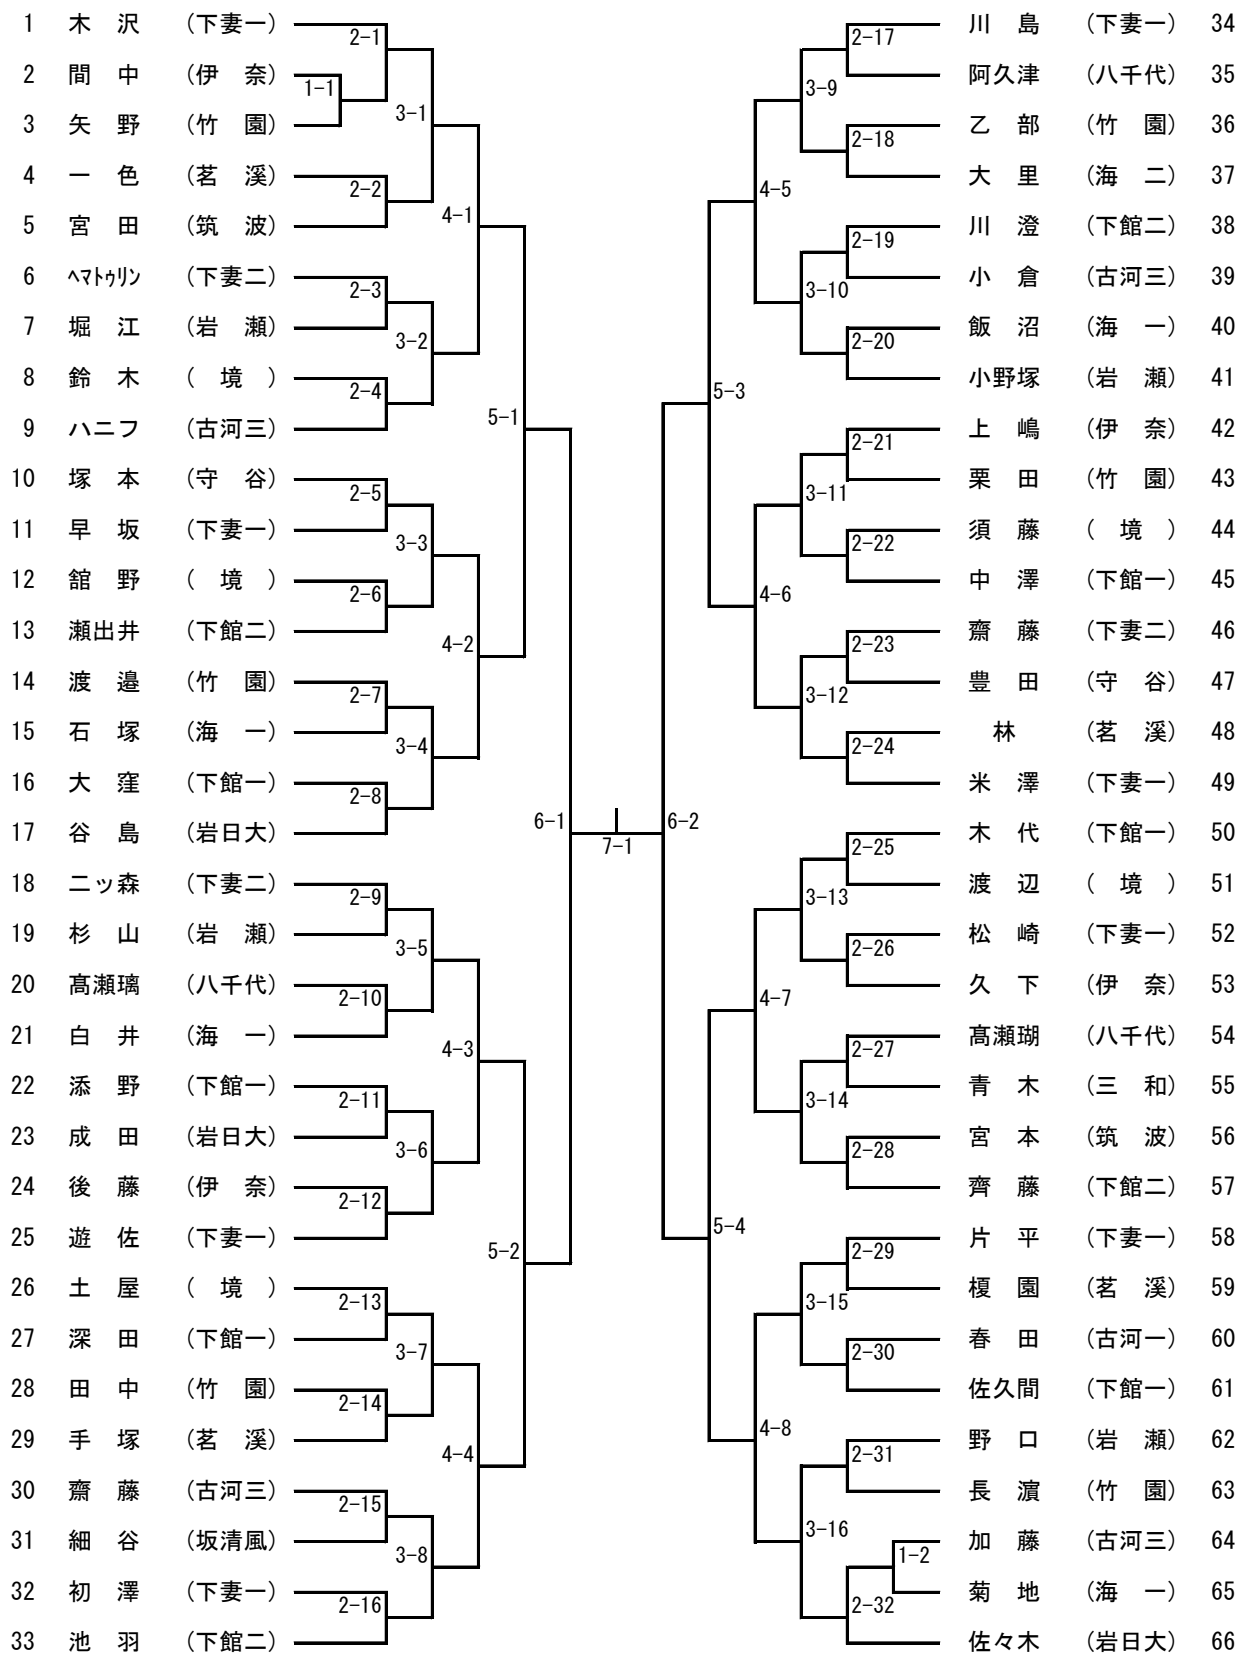 1 木 沢 (下妻一)
2 間 中 (伊 奈)
3 矢 野 (竹 園)
4 一 色 (茗 溪)
5 宮 田 (筑 波)
6 ヘマトゥリン (下妻二)
7 堀 江 (岩 瀬)
8 鈴 木 ( 境 )
9 ハニフ (古河三)
10 塚 本 (守 谷)
11 早 坂 (下妻一)
12 舘 野 ( 境 )
13 瀬出井 (下館二)
14 渡 邉 (竹 園)
15 石 塚 (海 一)
16 大 窪 (下館一)
17 谷 島 (岩日大)
18 二ッ森 (下妻二)
19 杉 山 (岩 瀬)
20 髙瀬璃 (八千代)
21 白 井 (海 一)
22 添 野 (下館一)
23 成 田 (岩日大)
24 後 藤 (伊 奈)
25 遊 佐 (下妻一)
26 土 屋 ( 境 )
27 深 田 (下館一)
28 田 中 (竹 園)
29 手 塚 (茗 溪)
30 齋 藤 (古河三)
31 細 谷 (坂清風)
32 初 澤 (下妻一)
33 池 羽 (下館二)
1-1
2-1
2-2
2-3
2-4
2-5
2-6
2-7
2-8
2-9
2-10
2-11
2-12
2-13
2-14
2-15
2-16
3-1
3-2
3-3
3-4
3-5
3-6
3-7
3-8
4-1
4-2
4-3
4-4
5-1
5-2
6-1
7-1
6-2
5-3
5-4
4-5
4-6
4-7
4-8
3-9
3-10
3-11
3-12
3-13
3-14
3-15
3-16
2-17
2-18
2-19
2-20
2-21
2-22
2-23
2-24
2-25
2-26
2-27
2-28
2-29
2-30
2-31
2-32
1-2
川 島 (下妻一) 34
阿久津 (八千代) 35
乙 部 (竹 園) 36
大 里 (海 二) 37
川 澄 (下館二) 38
小 倉 (古河三) 39
飯 沼 (海 一) 40
小野塚 (岩 瀬) 41
上 嶋 (伊 奈) 42
栗 田 (竹 園) 43
須 藤 ( 境 ) 44
中 澤 (下館一) 45
齋 藤 (下妻二) 46
豊 田 (守 谷) 47
林 (茗 溪) 48
米 澤 (下妻一) 49
木 代 (下館一) 50
渡 辺 ( 境 ) 51
松 崎 (下妻一) 52
久 下 (伊 奈) 53
髙瀬瑚 (八千代) 54
青 木 (三 和) 55
宮 本 (筑 波) 56
齊 藤 (下館二) 57
片 平 (下妻一) 58
榎 園 (茗 溪) 59
春 田 (古河一) 60
佐久間 (下館一) 61
野 口 (岩 瀬) 62
長 濵 (竹 園) 63
加 藤 (古河三) 64
菊 地 (海 一) 65
佐々木 (岩日大) 66